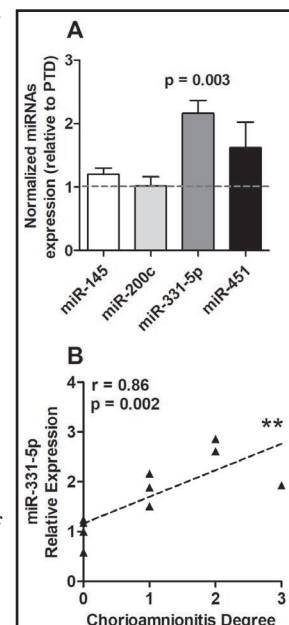 A
Normalized miRNAs
expression (relative to PTD)
3
2
1
0
p = 0.003
miR-145
miR-200c
miR-331-5p
miR-451
B
miR-331-5p
Relative Expression
4
3
2
1
0
r = 0.86
p = 0.002
**
0 1 2 3
Chorioamnionitis Degree